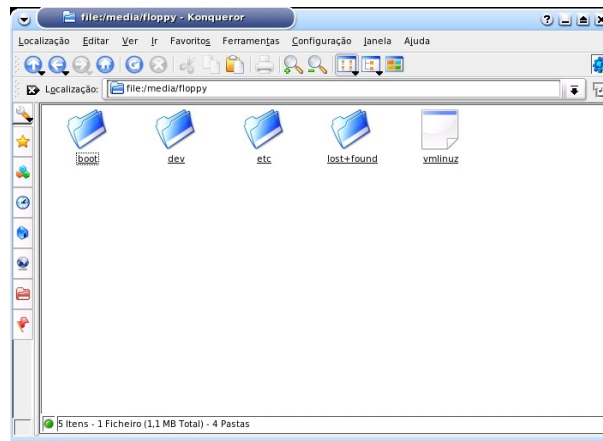 file:/media/floppy - Konqueror
Localização Editar Ver Ir Favoritos Ferramentas Configuração Janela Ajuda
Localização: file:/media/floppy
boot dev etc lost+found vmlinuz
5 Itens - 1 Ficheiro (1,1 MB Total) - 4 Pastas